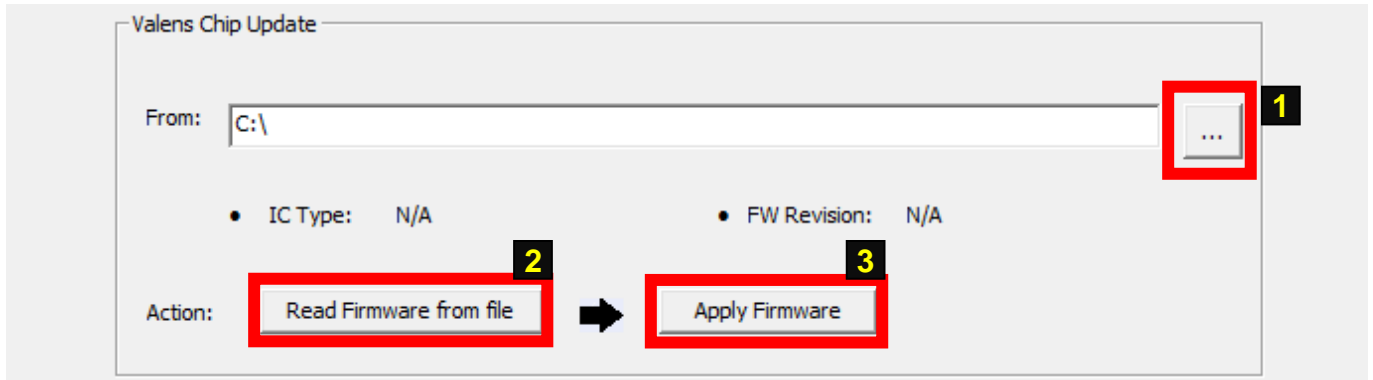 Valens Chip Update
From: C:\ ... 1
• IC Type: N/A • FW Revision: N/A
2 3
Action: Read Firmware from file Apply Firmware